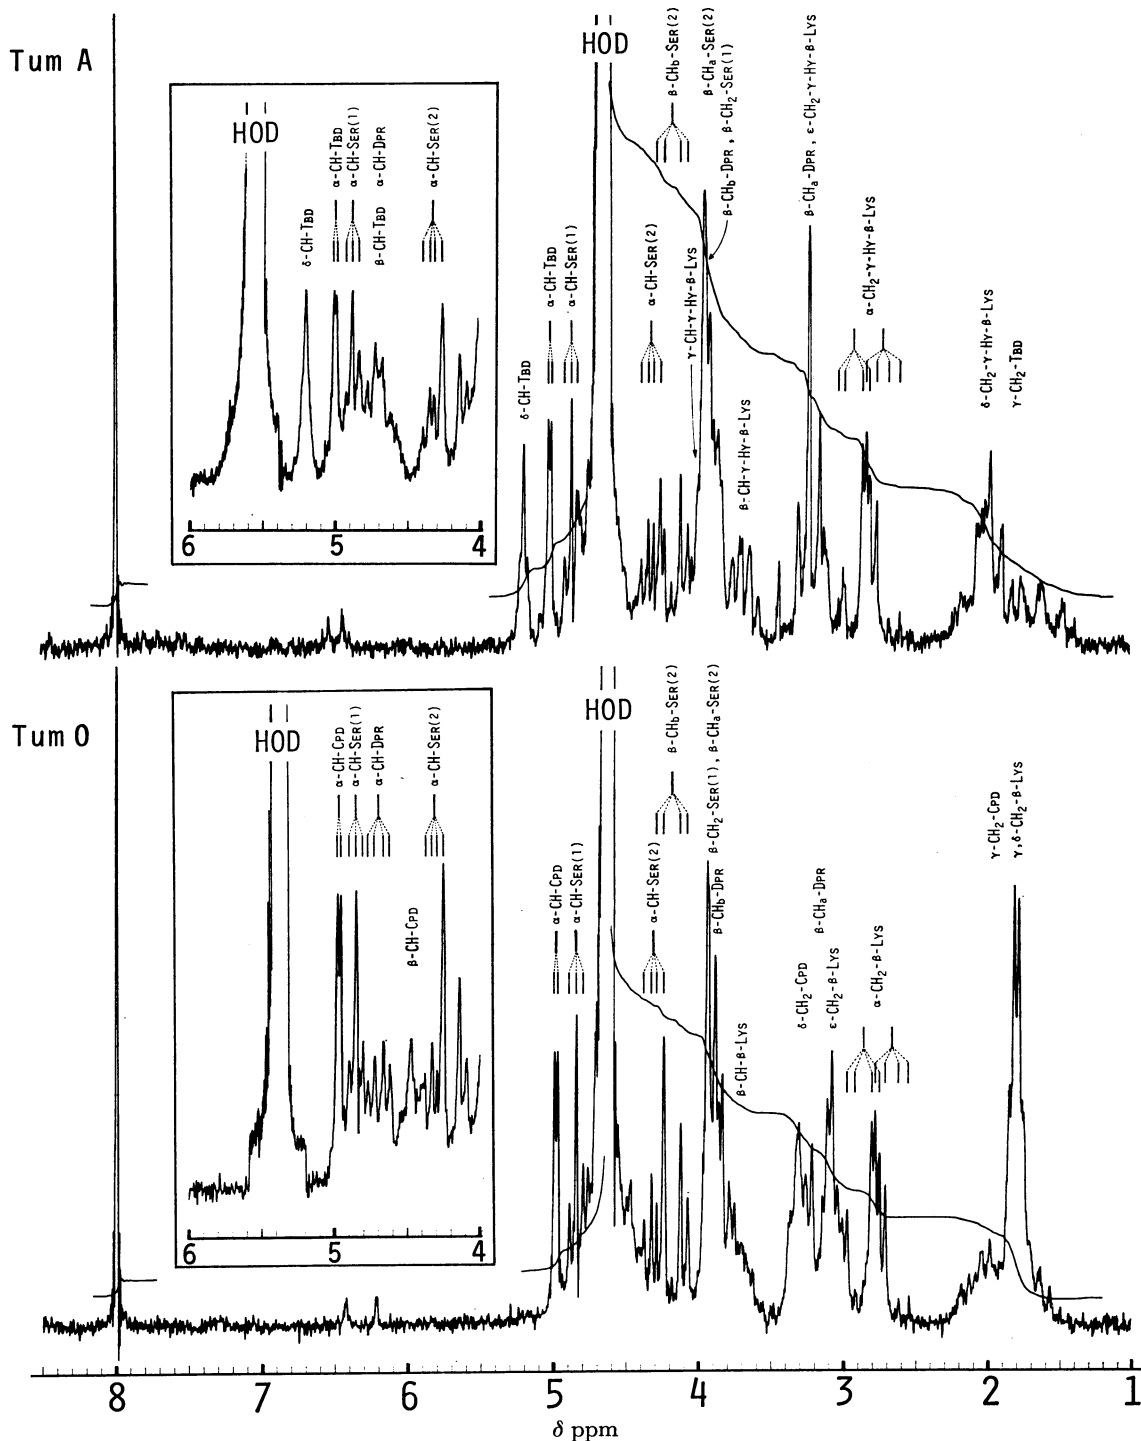 Tum A
HOD
δ-CH-TBD
α-CH-TBD
α-CH-SER(1)
β-CH-TBD
α-CH-DPR
α-CH-SER(2)
6 5 4
δ-CH-TBD
α-CH-TBD
α-CH-SER(1)
HOD
α-CH-SER(2)
β-CHb-SER(2)
γ-CH-γ-HY-β-LYS
β-CHa-SER(2)
β-CHb-DPR, β-CH2-SER(1)
β-CH-γ-HY-β-LYS
β-CHa-DPR, ε-CH2-γ-HY-β-LYS
α-CH2-γ-HY-β-LYS
δ-CH2-γ-HY-β-LYS
γ-CH2-TBD
Tum O
HOD
α-CH-CPD
α-CH-SER(1)
α-CH-DPR
β-CH-CPD
α-CH-SER(2)
6 5 4
α-CH-CPD
α-CH-SER(1)
HOD
α-CH-SER(2)
β-CHb-SER(2)
β-CH2-SER(1), β-CHa-SER(2)
β-CHb-DPR
β-CH-β-LYS
δ-CH2-CPD
β-CHa-DPR
ε-CH2-β-LYS
α-CH2-β-LYS
γ-CH2-CPD
γ,δ-CH2-β-LYS
8 7 6 5 4 3 2 1
δ ppm